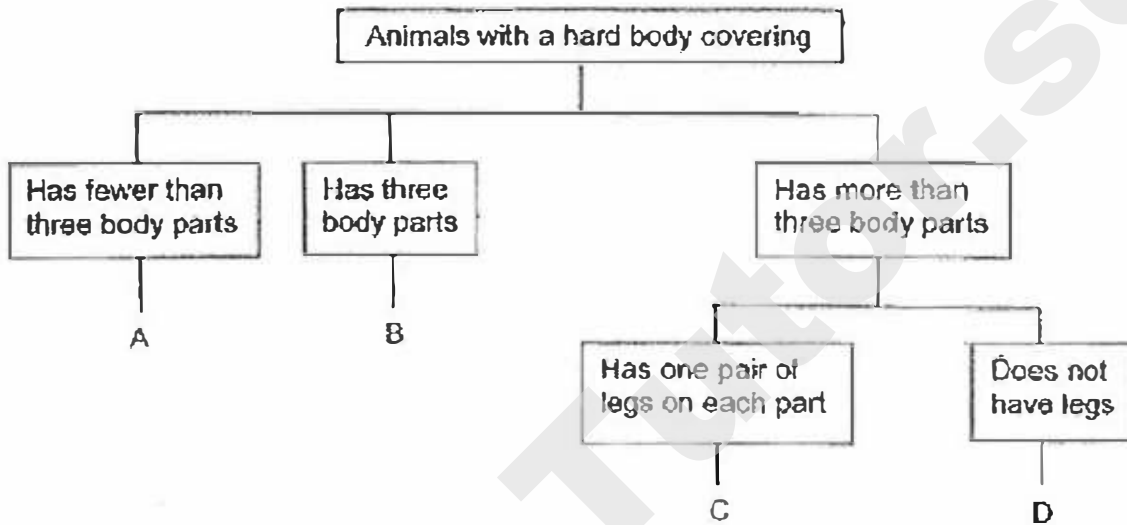 Animals with a hard body covering
Has fewer than
three body parts
Has three
body parts
Has more than
three body parts
A
B
Has one pair of
legs on each part
Does not
have legs
C
D
Tutor.s